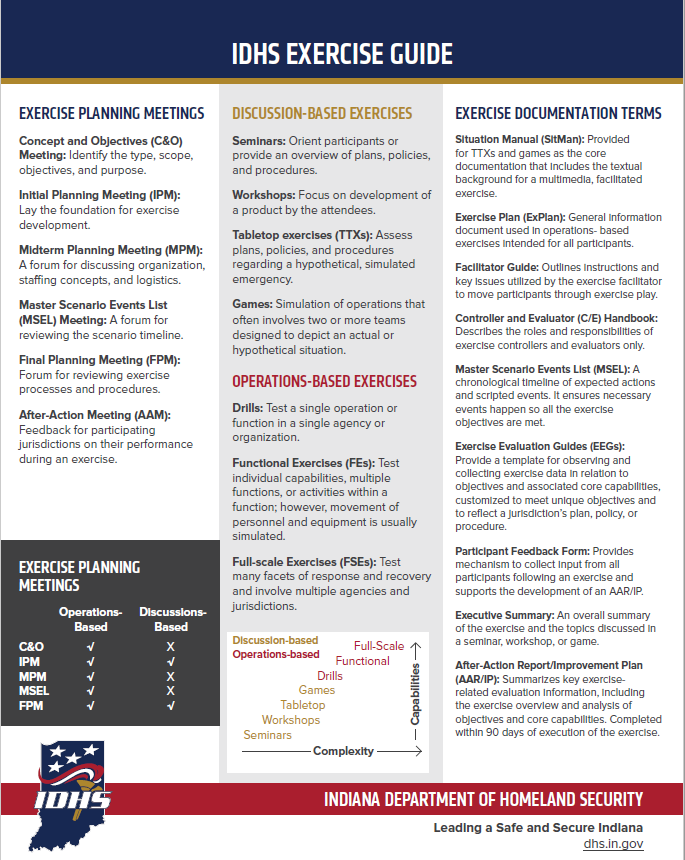 IDHS EXERCISE GUIDE
EXERCISE PLANNING MEETINGS
Concept and Objectives (C&O)
Meeting: Identify the type, scope,
objectives, and purpose.
Initial Planning Meeting (IPM):
Lay the foundation for exercise
development.
Midterm Planning Meeting (MPM):
A forum for discussing organization,
staffing concepts, and logistics.
Master Scenario Events List
(MSEL) Meeting: A forum for
reviewing the scenario timeline.
Final Planning Meeting (FPM):
Forum for reviewing exercise
processes and procedures.
After-Action Meeting (AAM):
Feedback for participating
jurisdictions on their performance
during an exercise.
EXERCISE PLANNING
MEETINGS
Operations- Discussions-
Based Based
C&O √ X
IPM √ √
MPM √ X
MSEL √ X
FPM √ √
DISCUSSION-BASED EXERCISES
Seminars: Orient participants or
provide an overview of plans, policies,
and procedures.
Workshops: Focus on development of
a product by the attendees.
Tabletop exercises (TTXs): Assess
plans, policies, and procedures
regarding a hypothetical, simulated
emergency.
Games: Simulation of operations that
often involves two or more teams
designed to depict an actual or
hypothetical situation.
OPERATIONS-BASED EXERCISES
Drills: Test a single operation or
function in a single agency or
organization.
Functional Exercises (FEs): Test
individual capabilities, multiple
functions, or activities within a
function; however, movement of
personnel and equipment is usually
simulated.
Full-scale Exercises (FSEs): Test
many facets of response and recovery
and involve multiple agencies and
jurisdictions.
Discussion-based
Operations-based
Full-Scale
Functional
Drills
Games
Tabletop
Workshops
Seminars
Capabilities
Complexity
EXERCISE DOCUMENTATION TERMS
Situation Manual (SitMan): Provided
for TTXs and games as the core
documentation that includes the textual
background for a multimedia, facilitated
exercise.
Exercise Plan (ExPlan): General information
document used in operations- based
exercises intended for all participants.
Facilitator Guide: Outlines instructions and
key issues utilized by the exercise facilitator
to move participants through exercise play.
Controller and Evaluator (C/E) Handbook:
Describes the roles and responsibilities of
exercise controllers and evaluators only.
Master Scenario Events List (MSEL): A
chronological timeline of expected actions
and scripted events. It ensures necessary
events happen so all the exercise
objectives are met.
Exercise Evaluation Guides (EEGs):
Provide a template for observing and
collecting exercise data in relation to
objectives and associated core capabilities,
customized to meet unique objectives and
to reflect a jurisdiction's plan, policy, or
procedure.
Participant Feedback Form: Provides
mechanism to collect input from all
participants following an exercise and
supports the development of an AAR/IP.
Executive Summary: An overall summary
of the exercise and the topics discussed in
a seminar, workshop, or game.
After-Action Report/Improvement Plan
(AAR/IP): Summarizes key exercise-
related evaluation information, including
the exercise overview and analysis of
objectives and core capabilities. Completed
within 90 days of execution of the exercise.
IDHS
INDIANA DEPARTMENT OF HOMELAND SECURITY
Leading a Safe and Secure Indiana
dhs.in.gov